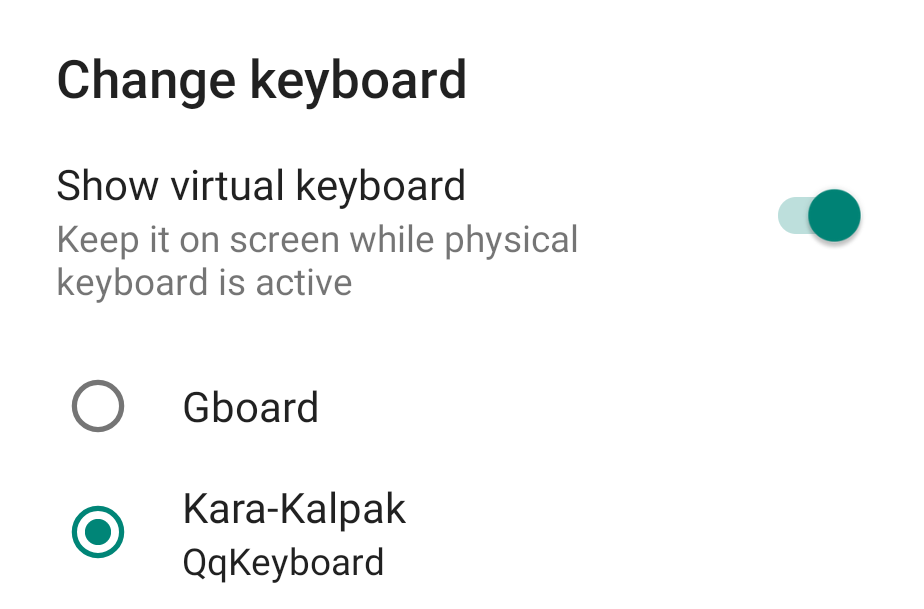 Change keyboard
Show virtual keyboard
Keep it on screen while physical
keyboard is active
Gboard
Kara-Kalpak
QqKeyboard